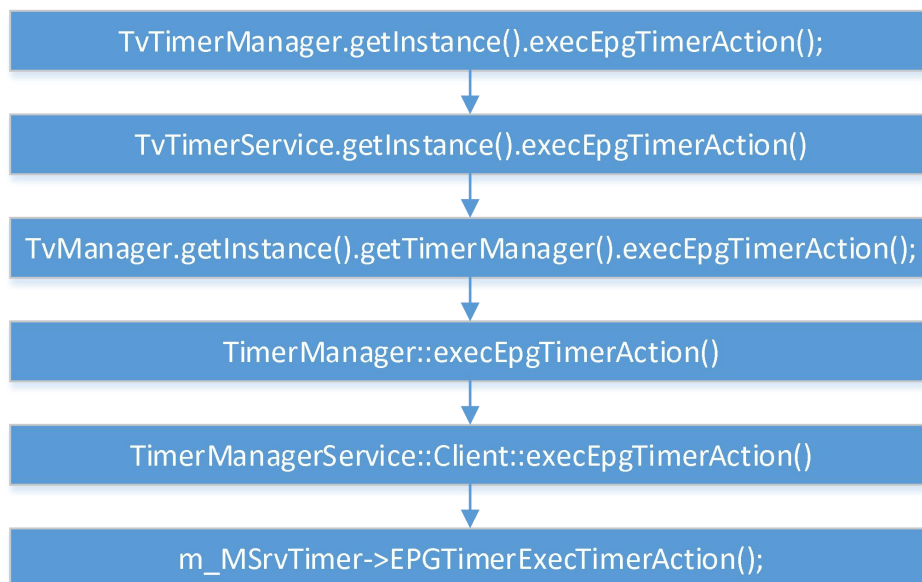 TvTimerManager.getInstance().execEpgTimerAction();
TvTimerService.getInstance().execEpgTimerAction()
TvManager.getInstance().getTimerManager().execEpgTimerAction();
TimerManager::execEpgTimerAction()
TimerManagerService::Client::execEpgTimerAction()
m_MSrvTimer->EPGTimerExecTimerAction();